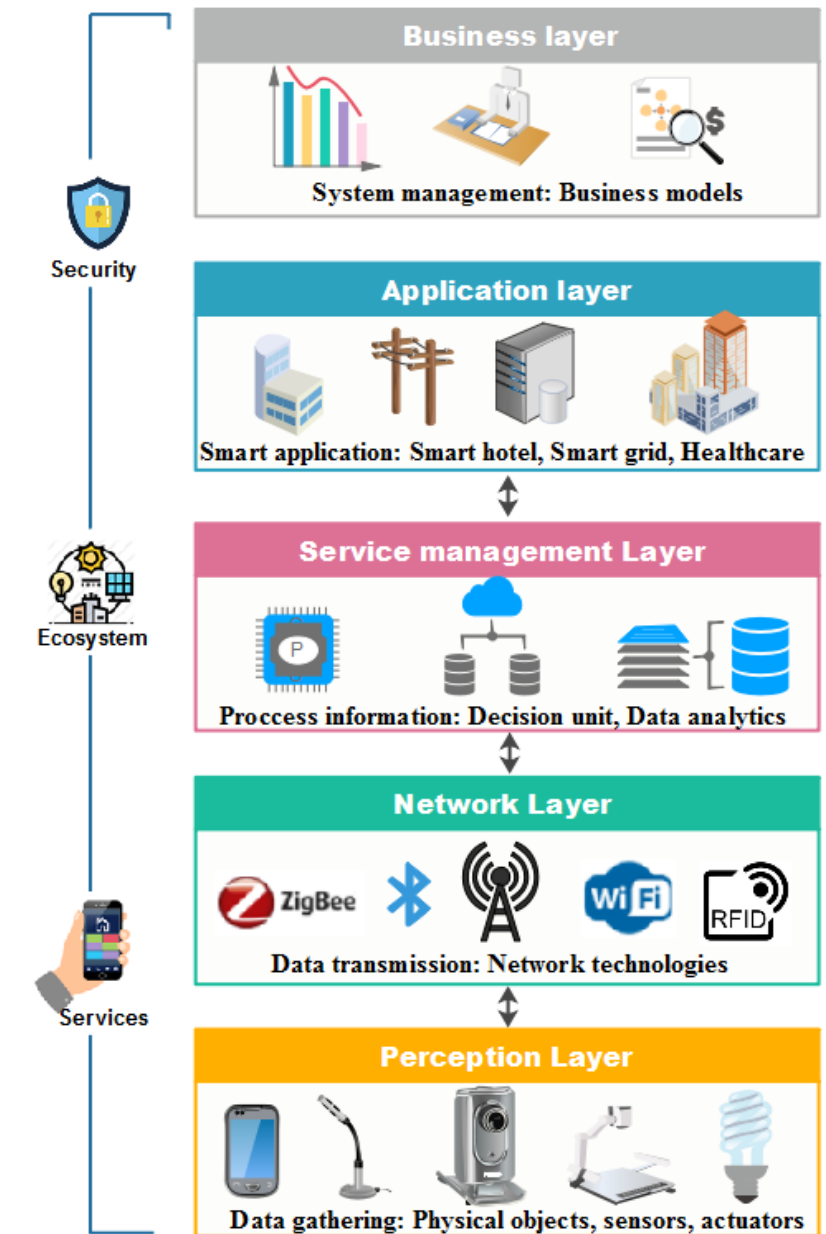 Business layer
$
System management: Business models
Security
Application layer
Smart application: Smart hotel, Smart grid, Healthcare
Service management Layer
P
Ecosystem
Proccess information: Decision unit, Data analytics
Network Layer
ZigBee
WiFi
RFID
Data transmission: Network technologies
Services
Perception Layer
Data gathering: Physical objects, sensors, actuators